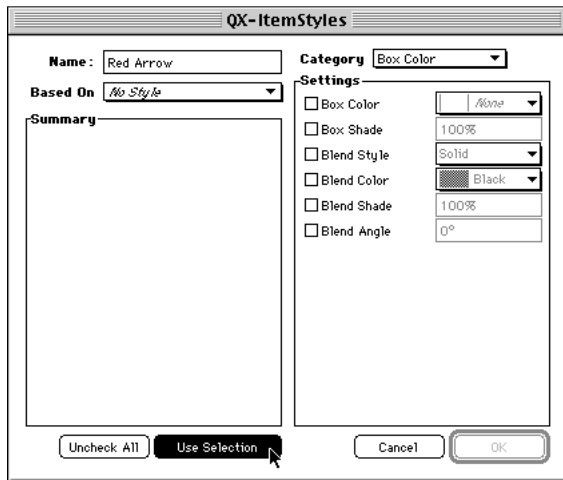 QX-ItemStyles
Name: Red Arrow
Based On No Style
Summary
Category Box Color
Settings
Box Color None
Box Shade 100%
Blend Style Solid
Blend Color Black
Blend Shade 100%
Blend Angle 0°
Uncheck All Use Selection Cancel OK